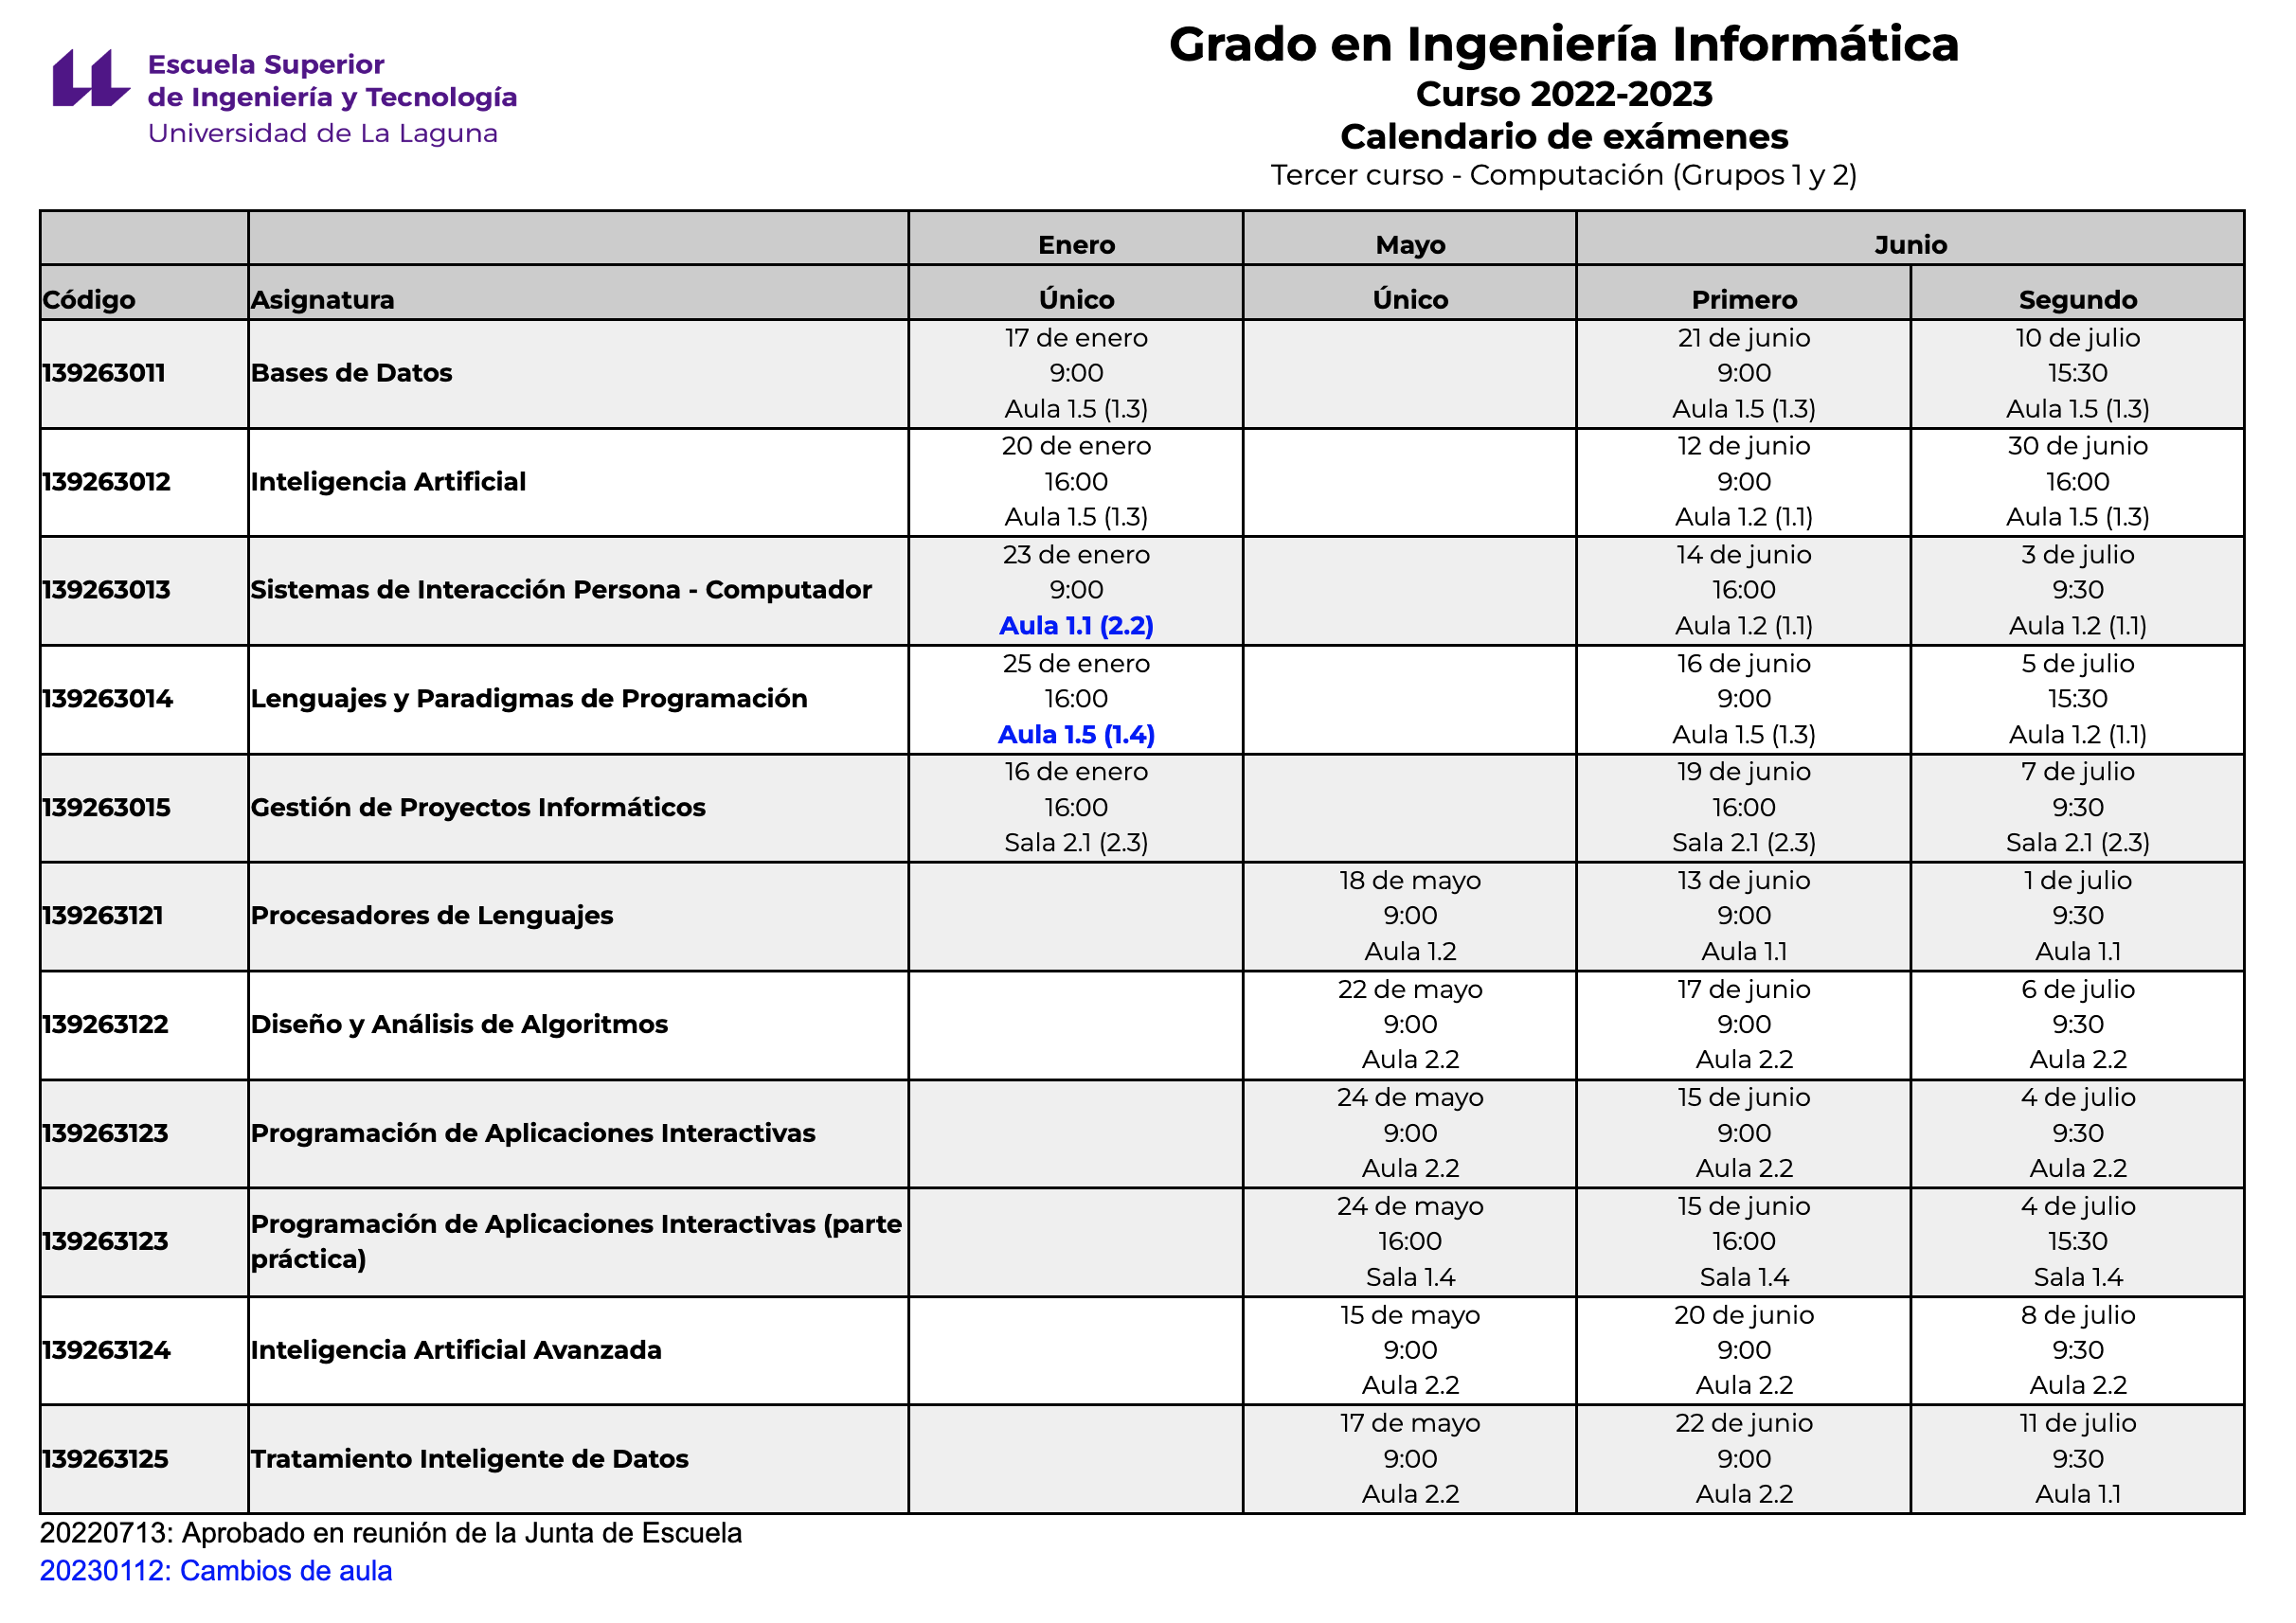 Escuela Superior
de Ingeniería y Tecnología
Universidad de La Laguna
Grado en Ingeniería Informática
Curso 2022-2023
Calendario de exámenes
Tercer curso - Computación (Grupos 1 y 2)
Enero Mayo Junio
Código Asignatura Único Único Primero Segundo
17 de enero 21 de junio 10 de julio
139263011 Bases de Datos 9:00 9:00 15:30
Aula 1.5 (1.3) Aula 1.5 (1.3) Aula 1.5 (1.3)
20 de enero 12 de junio 30 de junio
139263012 Inteligencia Artificial 16:00 9:00 16:00
Aula 1.5 (1.3) Aula 1.2 (1.1) Aula 1.5 (1.3)
23 de enero 14 de junio 3 de julio
139263013 Sistemas de Interacción Persona - Computador 9:00 16:00 9:30
Aula 1.1 (2.2) Aula 1.2 (1.1) Aula 1.2 (1.1)
25 de enero 16 de junio 5 de julio
139263014 Lenguajes y Paradigmas de Programación 16:00 9:00 15:30
Aula 1.5 (1.4) Aula 1.5 (1.3) Aula 1.2 (1.1)
16 de enero 19 de junio 7 de julio
139263015 Gestión de Proyectos Informáticos 16:00 16:00 9:30
Sala 2.1 (2.3) Sala 2.1 (2.3) Sala 2.1 (2.3)
18 de mayo 13 de junio 1 de julio
139263121 Procesadores de Lenguajes 9:00 9:00 9:30
Aula 1.2 Aula 1.1 Aula 1.1
22 de mayo 17 de junio 6 de julio
139263122 Diseño y Análisis de Algoritmos 9:00 9:00 9:30
Aula 2.2 Aula 2.2 Aula 2.2
24 de mayo 15 de junio 4 de julio
139263123 Programación de Aplicaciones Interactivas 9:00 9:00 9:30
Aula 2.2 Aula 2.2 Aula 2.2
24 de mayo 15 de junio 4 de julio
139263123 Programación de Aplicaciones Interactivas (parte práctica) 16:00 16:00 15:30
Sala 1.4 Sala 1.4 Sala 1.4
15 de mayo 20 de junio 8 de julio
139263124 Inteligencia Artificial Avanzada 9:00 9:00 9:30
Aula 2.2 Aula 2.2 Aula 2.2
17 de mayo 22 de junio 11 de julio
139263125 Tratamiento Inteligente de Datos 9:00 9:00 9:30
Aula 2.2 Aula 2.2 Aula 1.1
20220713: Aprobado en reunión de la Junta de Escuela
20230112: Cambios de aula